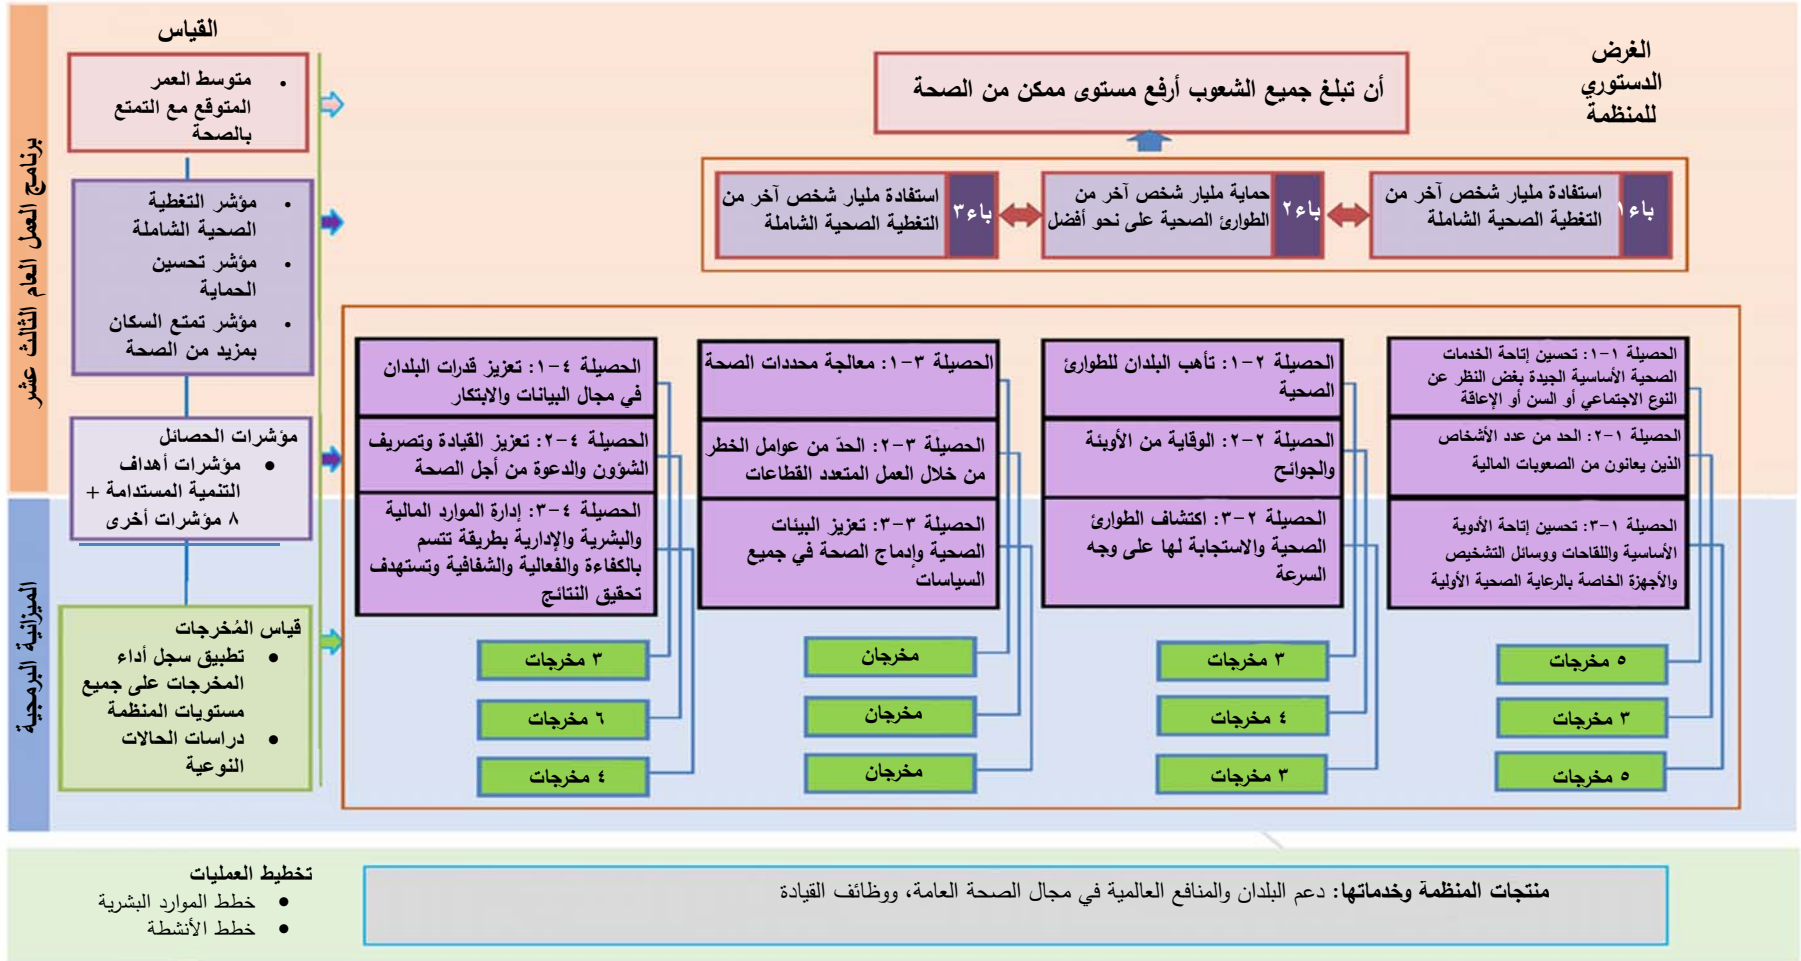 القياس
الغرض
الدستوري
للمنظمة
أن تبلغ جميع الشعوب أرفع مستوى ممكن من الصحة
باء١
استفادة مليار شخص آخر من
التغطية الصحية الشاملة
باء٢
حماية مليار شخص آخر من
الطوارئ الصحية على نحو أفضل
باء٣
استفادة مليار شخص آخر من
التغطية الصحية الشاملة
برنامج العمل العام الثالث عشر
• متوسط العمر
المتوقع مع التمتع
بالصحة
• مؤشر التغطية
الصحية الشاملة
• مؤشر تحسين
الحماية
• مؤشر تمتع السكان
بمزيد من الصحة
مؤشرات الحصائل
• مؤشرات أهداف
التنمية المستدامة +
٨ مؤشرات أخرى
الميزانية البرمجية
قياس المُخرجات
• تطبيق سجل أداء
المخرجات على جميع
مستويات المنظمة
• دراسات الحالات
النوعية
الحصيلة ١-١: تحسين إتاحة الخدمات
الصحية الأساسية الجيدة بغض النظر عن
النوع الاجتماعي أو السن أو الإعاقة
الحصيلة ١-٢: الحد من عدد الأشخاص
الذين يعانون من الصعوبات المالية
الحصيلة ١-٣: تحسين إتاحة الأدوية
الأساسية واللقاحات ووسائل التشخيص
والأجهزة الخاصة بالرعاية الصحية الأولية
٥ مخرجات
٣ مخرجات
٥ مخرجات
الحصيلة ٢-١: تأهب البلدان للطوارئ
الصحية
الحصيلة ٢-٢: الوقاية من الأوبئة
والجوائح
الحصيلة ٢-٣: اكتشاف الطوارئ
الصحية والاستجابة لها على وجه
السرعة
٣ مخرجات
٤ مخرجات
٣ مخرجات
الحصيلة ٣-١: معالجة محددات الصحة
الحصيلة ٣-٢: الحدّ من عوامل الخطر
من خلال العمل المتعدد القطاعات
الحصيلة ٣-٣: تعزيز البيئات
الصحية وإدماج الصحة في جميع
السياسات
مخرجان
مخرجان
مخرجان
الحصيلة ٤-١: تعزيز قدرات البلدان
في مجال البيانات والابتكار
الحصيلة ٤-٢: تعزيز القيادة وتصريف
الشؤون والدعوة من أجل الصحة
الحصيلة ٤-٣: إدارة الموارد المالية
والبشرية والإدارية بطريقة تتسم
بالكفاءة والفعالية والشفافية وتستهدف
تحقيق النتائج
٣ مخرجات
٦ مخرجات
٤ مخرجات
تخطيط العمليات
• خطط الموارد البشرية
• خطط الأنشطة
منتجات المنظمة وخدماتها: دعم البلدان والمنافع العالمية في مجال الصحة العامة، ووظائف القيادة